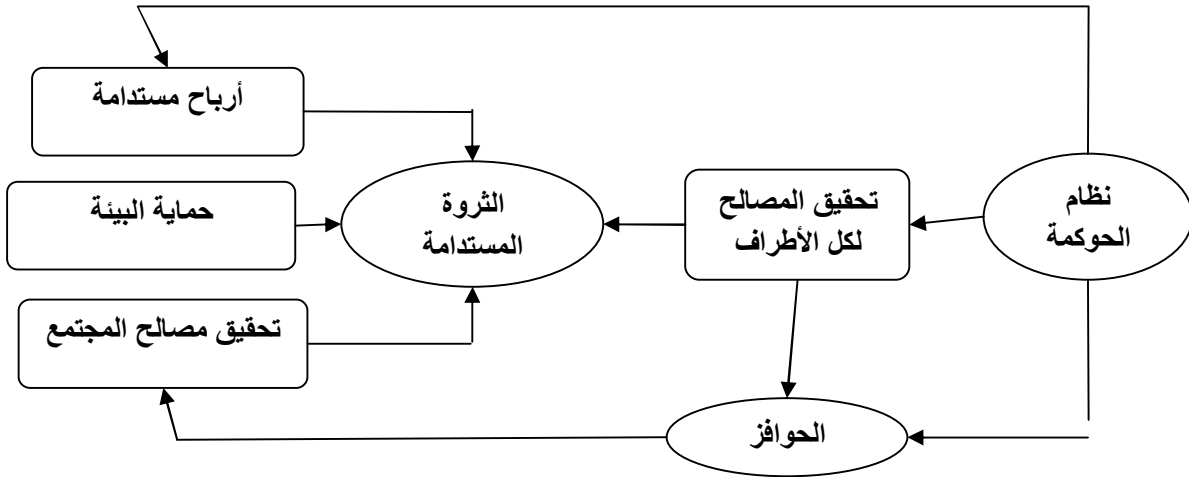 أرباح مستدامة
نظام
الحوكمة
تحقيق المصالح
لكل الأطراف
الثروة
المستدامة
حماية البيئة
تحقيق مصالح المجتمع
الحوافز